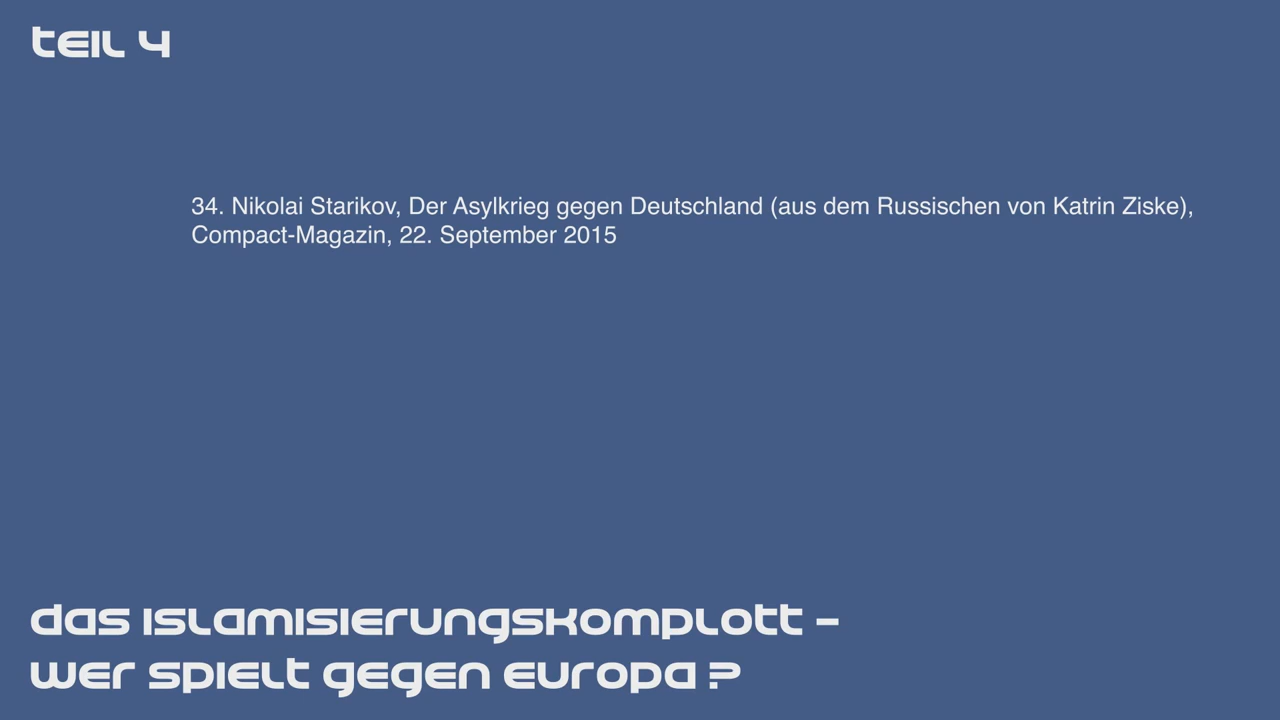 Teil 4
34. Nikolai Starikov, Der Asylkrieg gegen Deutschland (aus dem Russischen von Katrin Ziske),
Compact-Magazin, 22. September 2015
Das Islamisierungskomplott –
Wer spielt gegen Europa ?